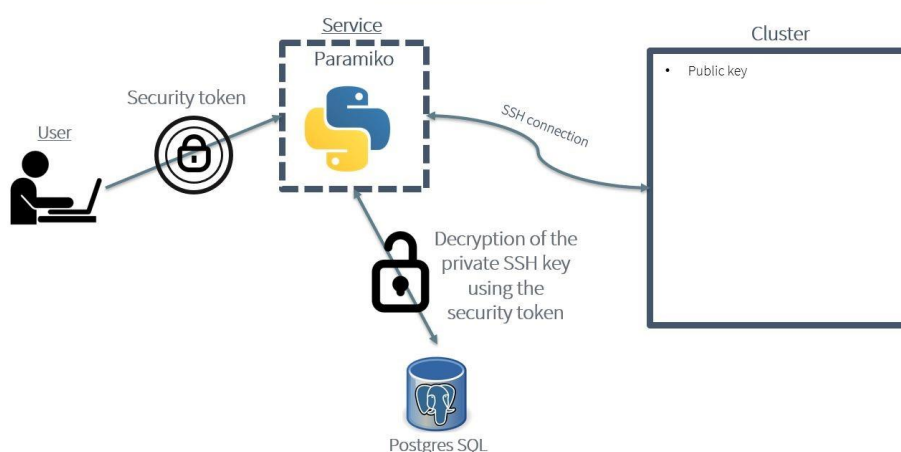 Service
Paramiko
Cluster
• Public key
Security token
User
SSH connection
Decryption of the
private SSH key
using the
security token
Postgres SQL